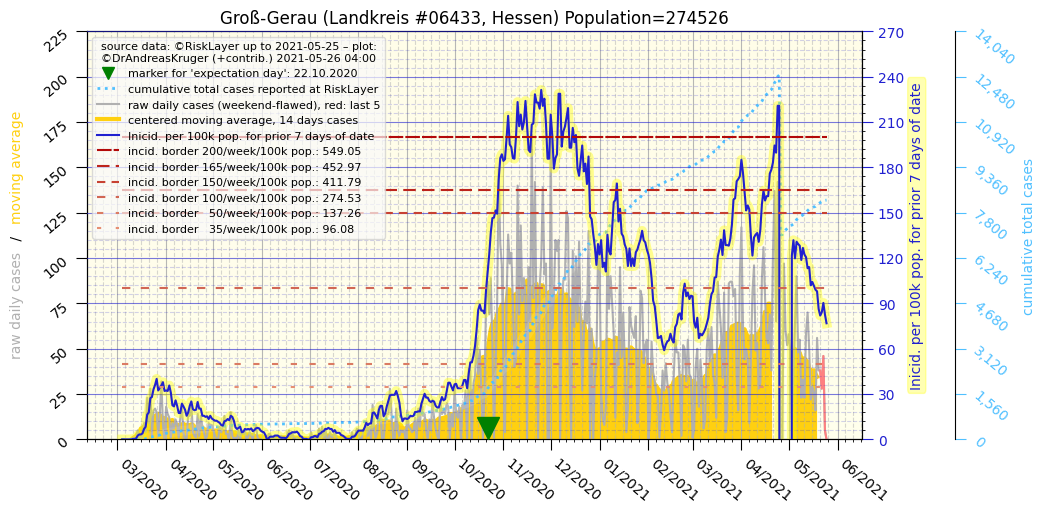 Groß-Gerau (Landkreis #06433, Hessen) Population=274526
source data: ©RiskLayer up to 2021-05-25 – plot:
©DrAndreasKruger (+contrib.) 2021-05-26 04:00
marker for 'expectation day': 22.10.2020
cumulative total cases reported at RiskLayer
raw daily cases (weekend-flawed), red: last 5
centered moving average, 14 days cases
Inicid. per 100k pop. for prior 7 days of date
incid. border 200/week/100k pop.: 549.05
incid. border 165/week/100k pop.: 452.97
incid. border 150/week/100k pop.: 411.79
incid. border 100/week/100k pop.: 274.53
incid. border 50/week/100k pop.: 137.26
incid. border 35/week/100k pop.: 96.08
raw daily cases / moving average
225
200
175
150
125
100
75
50
25
0
270
240
210
180
150
120
90
60
30
0
Inicid. per 100k pop. for prior 7 days of date
14,040
12,480
10,920
9,360
7,800
6,240
4,680
3,120
1,560
0
cumulative total cases
03/2020
04/2020
05/2020
06/2020
07/2020
08/2020
09/2020
10/2020
11/2020
12/2020
01/2021
02/2021
03/2021
04/2021
05/2021
06/2021